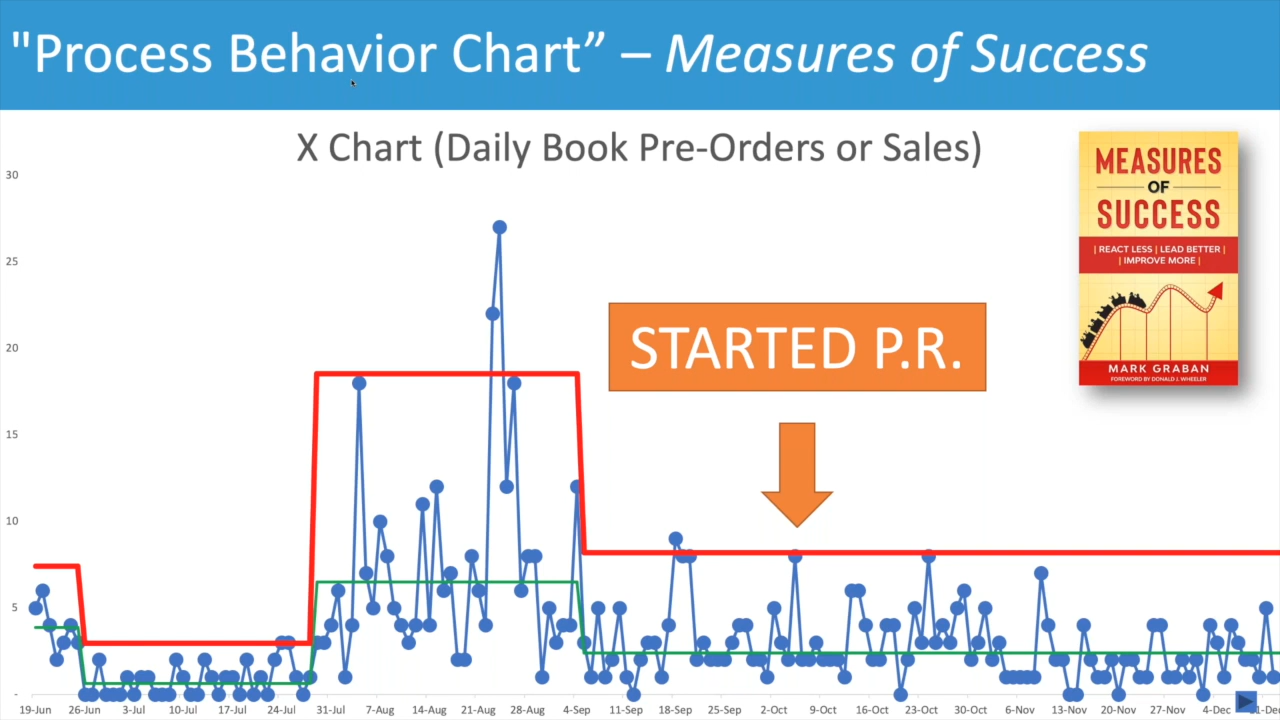 "Process Behavior Chart” – Measures of Success
X Chart (Daily Book Pre-Orders or Sales)
30
25
20
15
10
5
-
STARTED P.R.
MEASURES
OF
SUCCESS
| REACT LESS | LEAD BETTER |
| IMPROVE MORE |
MARK GRABAN
FOREWORD BY DONALD J. WHEELER
19-Jun 26-Jun 3-Jul 10-Jul 17-Jul 24-Jul 31-Jul 7-Aug 14-Aug 21-Aug 28-Aug 4-Sep 11-Sep 18-Sep 25-Sep 2-Oct 9-Oct 16-Oct 23-Oct 30-Oct 6-Nov 13-Nov 20-Nov 27-Nov 4-Dec